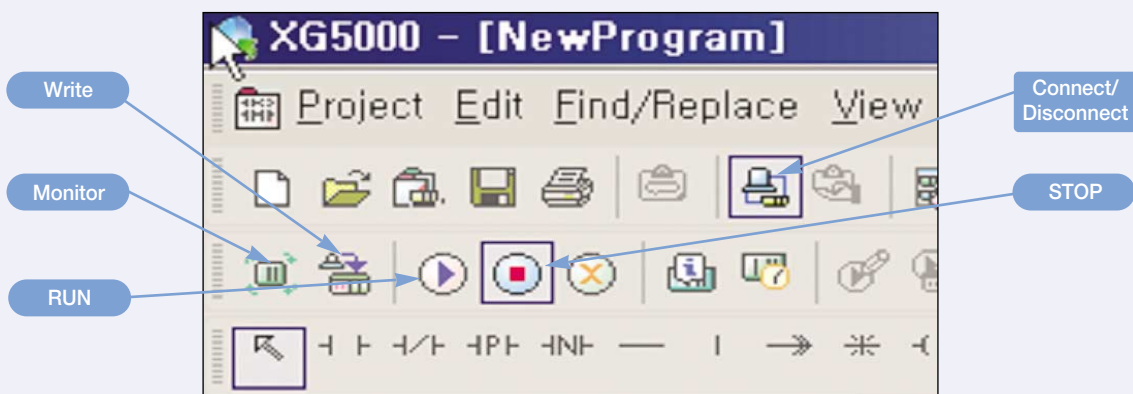 XG5000 - [NewProgram]
Write
Project Edit Find/Replace View
Connect/
Disconnect
Monitor
STOP
RUN
P
N